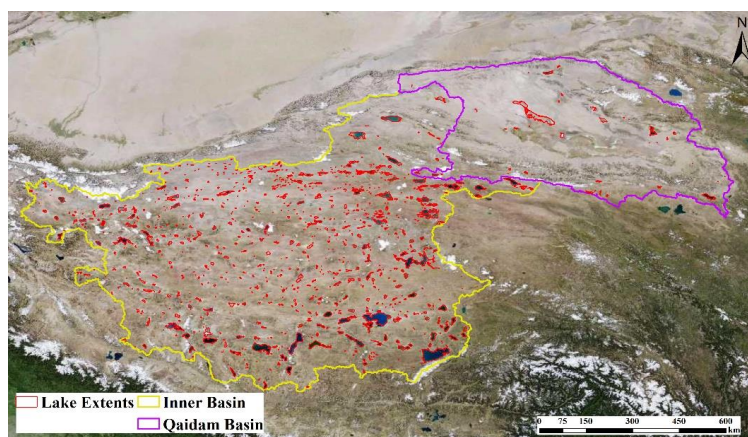 N
Lake Extents Inner Basin
Qaidam Basin
0 75 150 300 450 600
km